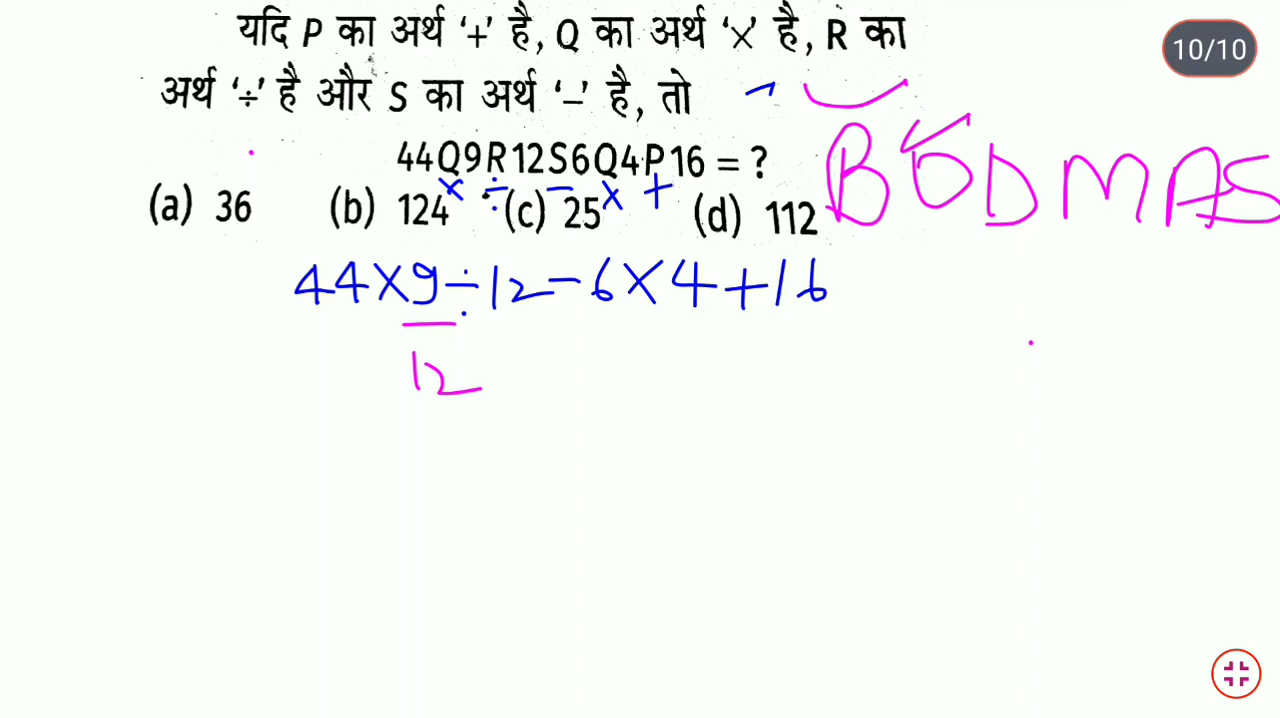 यदि P का अर्थ ‘+’ है, Q का अर्थ ‘×’ है, R का
10/10
अर्थ ‘÷’ है और S का अर्थ ‘–’ है, तो
BODMAS
44Q9R12S6Q4P16 = ?
× ÷ – × +
(a) 36 (b) 124 (c) 25 (d) 112
44×9÷12–6×4+16
12